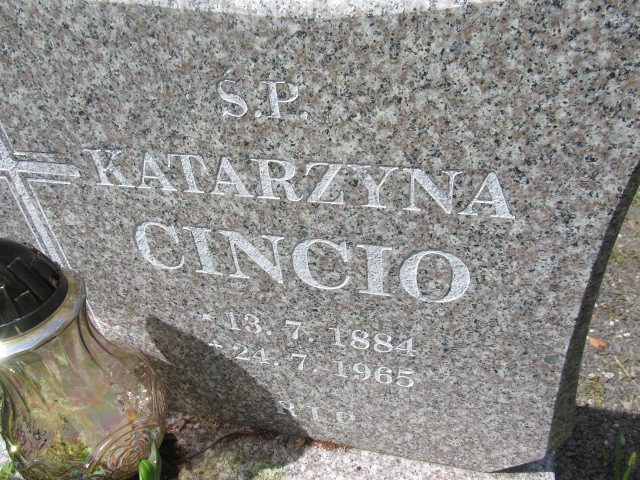 Ś.P.
KATARZYNA
CINCIO
* 13. 7. 1884
+ 24. 7. 1965
R.I.P.